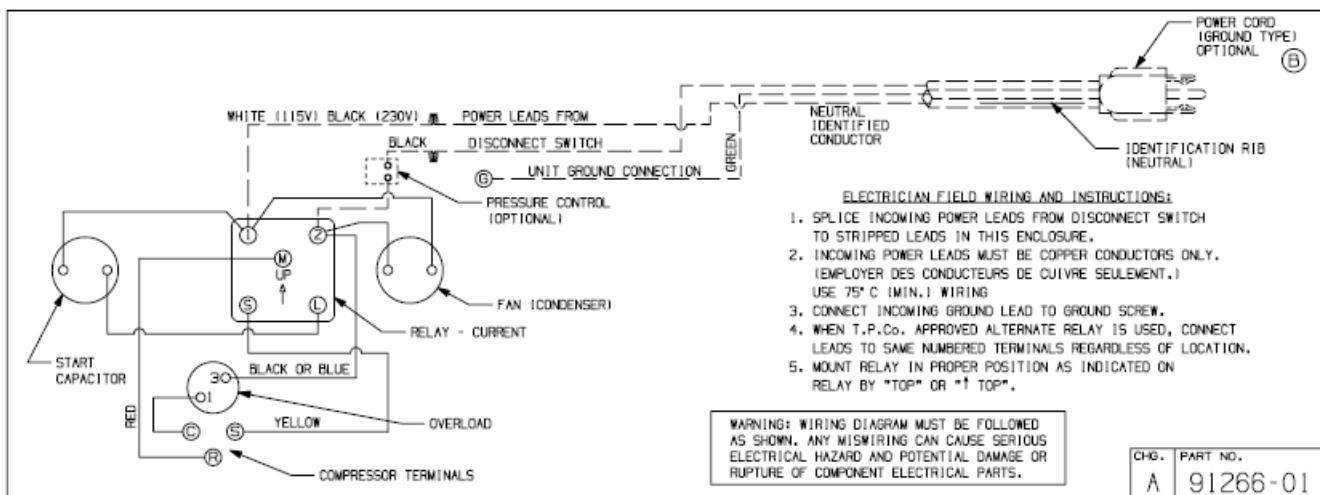 POWER CORD
(GROUND TYPE)
OPTIONAL
B
WHITE (115V) BLACK (230V)
POWER LEADS FROM
NEUTRAL
IDENTIFIED
CONDUCTOR
BLACK
DISCONNECT SWITCH
GREEN
IDENTIFICATION RIB
(NEUTRAL)
G
UNIT GROUND CONNECTION
PRESSURE CONTROL
(OPTIONAL)
1
2
M
UP
S
L
FAN (CONDENSER)
RELAY - CURRENT
START
CAPACITOR
BLACK OR BLUE
3
1
OVERLOAD
RED
YELLOW
C
S
R
COMPRESSOR TERMINALS
ELECTRICIAN FIELD WIRING AND INSTRUCTIONS:
1. SPLICE INCOMING POWER LEADS FROM DISCONNECT SWITCH
TO STRIPPED LEADS IN THIS ENCLOSURE.
2. INCOMING POWER LEADS MUST BE COPPER CONDUCTORS ONLY.
(EMPLOYER DES CONDUCTEURS DE CUIVRE SEULEMENT.)
USE 75° C (MIN.) WIRING
3. CONNECT INCOMING GROUND LEAD TO GROUND SCREW.
4. WHEN T.P.Co. APPROVED ALTERNATE RELAY IS USED, CONNECT
LEADS TO SAME NUMBERED TERMINALS REGARDLESS OF LOCATION.
5. MOUNT RELAY IN PROPER POSITION AS INDICATED ON
RELAY BY "TOP" OR "↑ TOP".
WARNING: WIRING DIAGRAM MUST BE FOLLOWED
AS SHOWN. ANY MISWIRING CAN CAUSE SERIOUS
ELECTRICAL HAZARD AND POTENTIAL DAMAGE OR
RUPTURE OF COMPONENT ELECTRICAL PARTS.
CHG.
A
PART NO.
91266-01